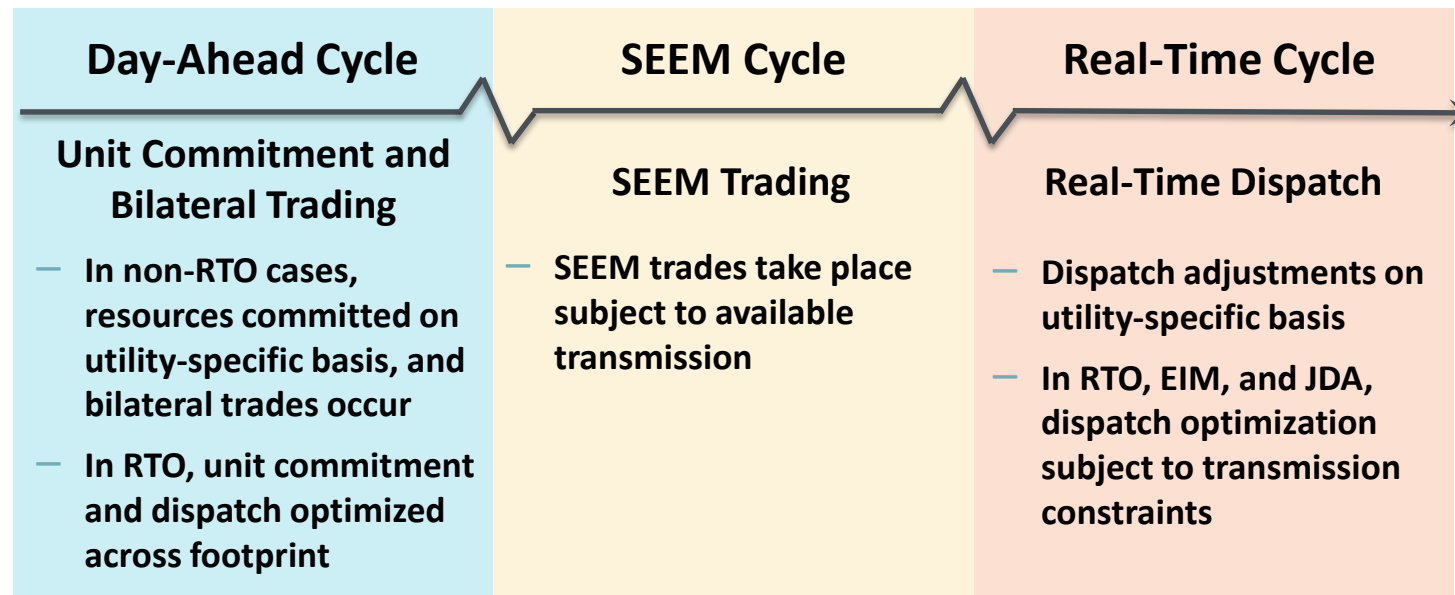 Day-Ahead Cycle
Unit Commitment and
Bilateral Trading
— In non-RTO cases,
resources committed on
utility-specific basis, and
bilateral trades occur
— In RTO, unit commitment
and dispatch optimized
across footprint
SEEM Cycle
SEEM Trading
— SEEM trades take place
subject to available
transmission
Real-Time Cycle
Real-Time Dispatch
— Dispatch adjustments on
utility-specific basis
— In RTO, EIM, and JDA,
dispatch optimization
subject to transmission
constraints